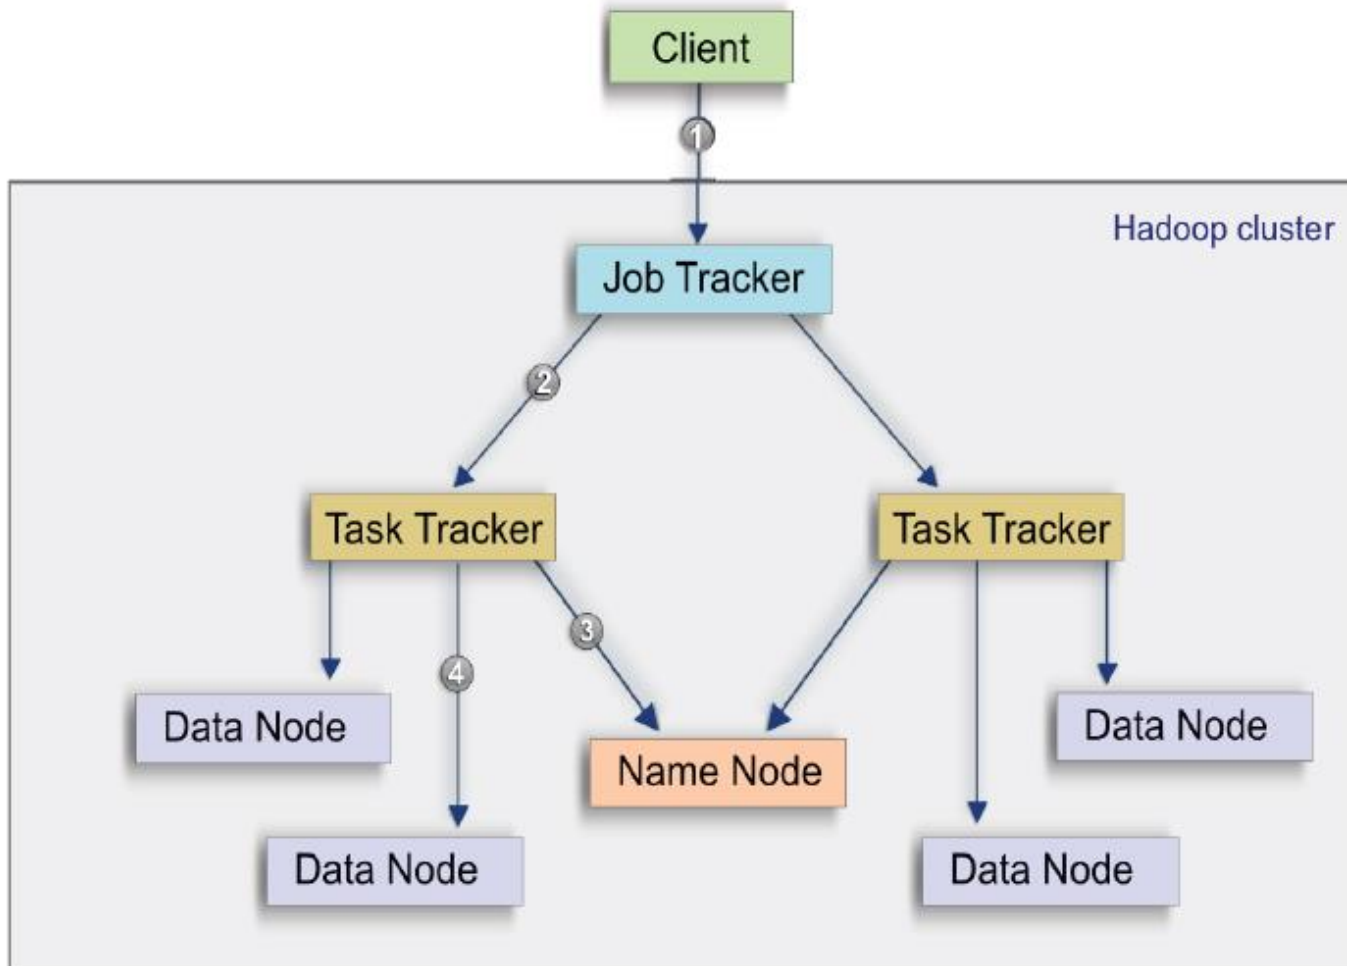 Client
1
Hadoop cluster
Job Tracker
2
Task Tracker
Task Tracker
3
4
Data Node
Data Node
Name Node
Data Node
Data Node